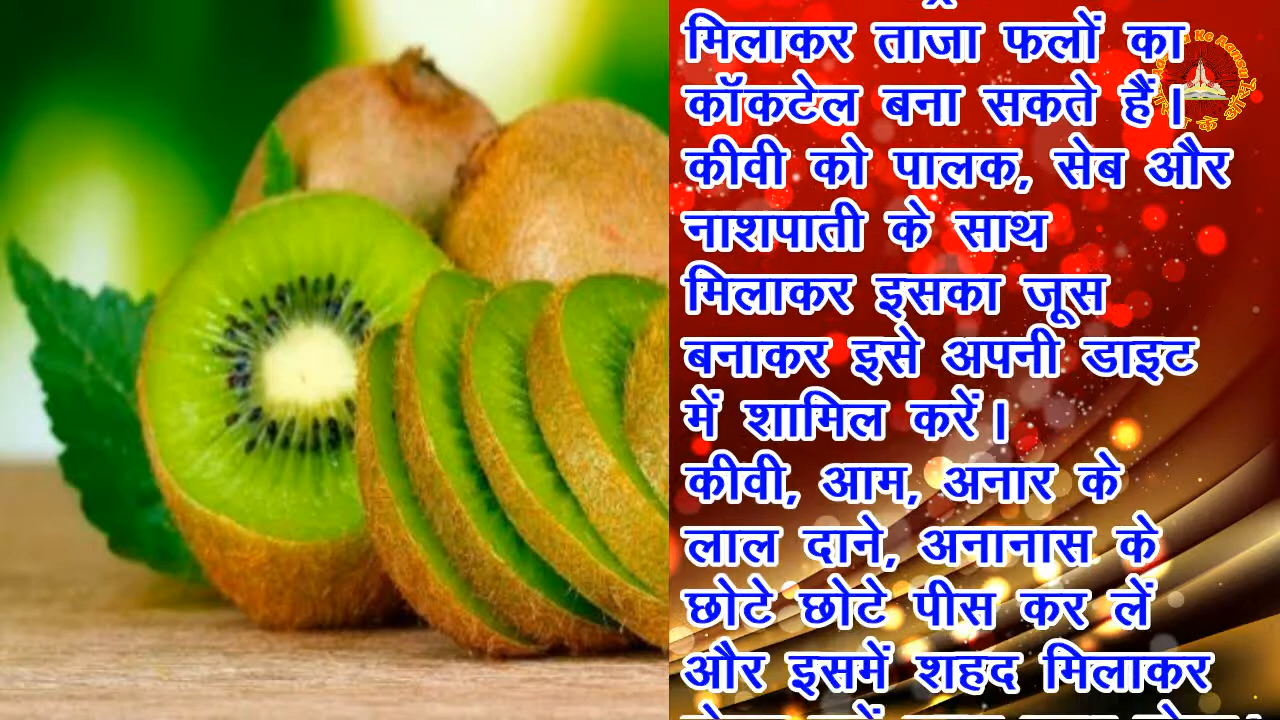 मिलाकर ताजा फलों का
कॉकटेल बना सकते हैं।
कीवी को पालक, सेब और
नाशपाती के साथ
मिलाकर इसका जूस
बनाकर इसे अपनी डाइट
में शामिल करें।
कीवी, आम, अनार के
लाल दाने, अनानास के
छोटे छोटे पीस कर लें
और इसमें शहद मिलाकर